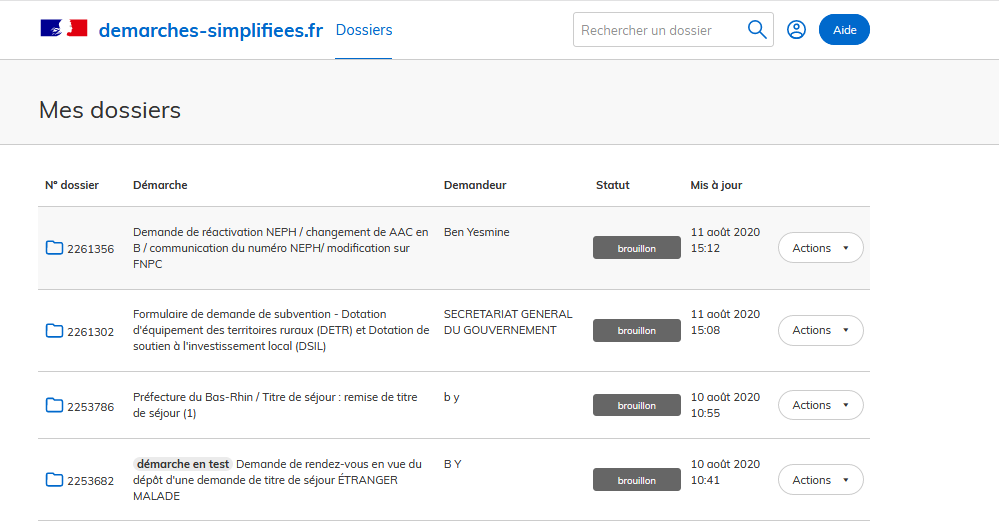 demarches-simplifiees.fr Dossiers Rechercher un dossier Aide
Mes dossiers
N° dossier Démarche Demandeur Statut Mis à jour
Demande de réactivation NEPH / changement de AAC en Ben Yesmine 11 août 2020
2261356 B / communication du numéro NEPH/ modification sur brouillon 15:12 Actions
FNPC
Formulaire de demande de subvention - Dotation SECRETARIAT GENERAL 11 août 2020
2261302 d'équipement des territoires ruraux (DETR) et Dotation de DU GOUVERNEMENT brouillon 15:08 Actions
soutien à l'investissement local (DSIL)
Préfecture du Bas-Rhin / Titre de séjour : remise de titre b y 10 août 2020
2253786 de séjour (1) brouillon 10:55 Actions
démarche en test Demande de rendez-vous en vue du B Y 10 août 2020
2253682 dépôt d'une demande de titre de séjour ÉTRANGER brouillon 10:41 Actions
MALADE